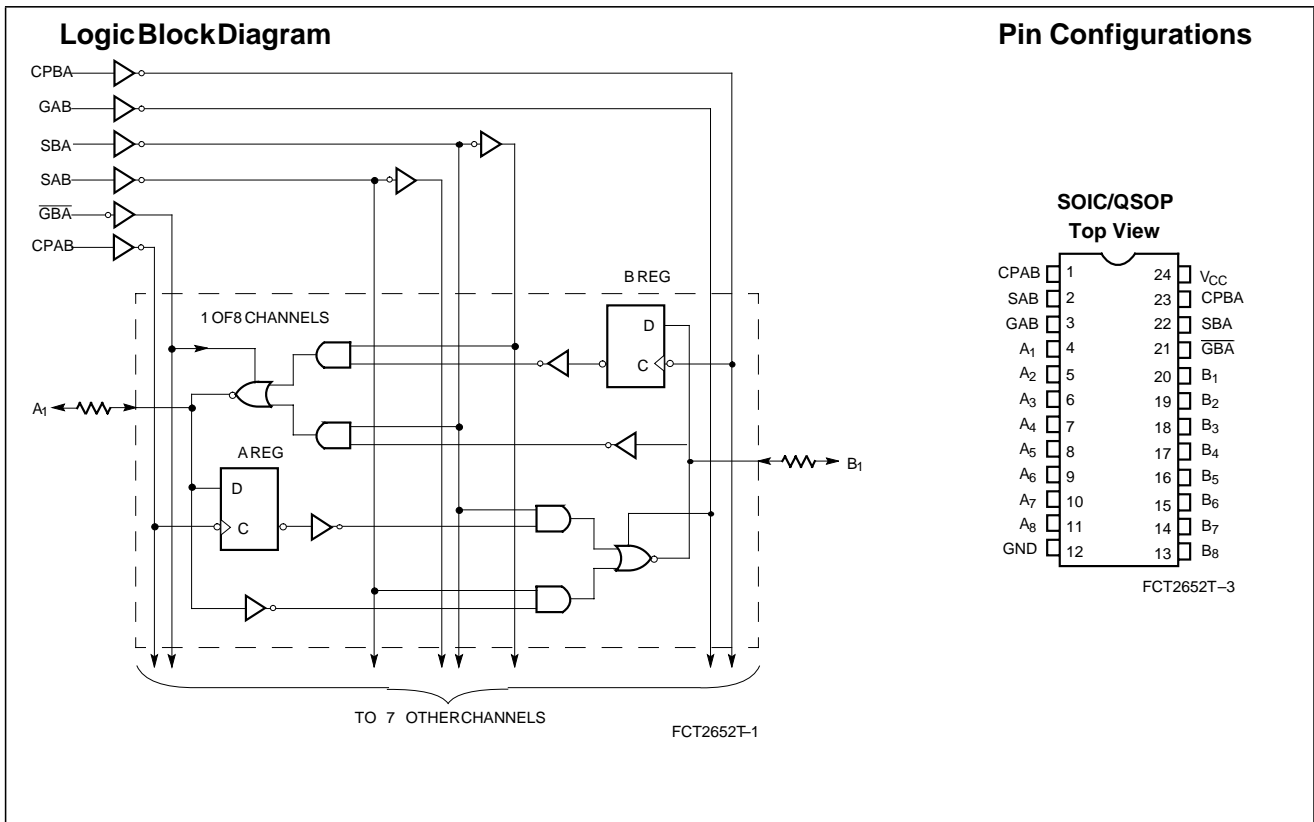 Logic Block Diagram
CPBA
GAB
SBA
SAB
G̅B̅A̅
CPAB
1 OF 8 CHANNELS
B REG
D
C
A1
A REG
D
C
B1
TO 7 OTHER CHANNELS
FCT2652T–1
Pin Configurations
SOIC/QSOP
Top View
CPAB 1 24 VCC
SAB 2 23 CPBA
GAB 3 22 SBA
A1 4 21 G̅B̅A̅
A2 5 20 B1
A3 6 19 B2
A4 7 18 B3
A5 8 17 B4
A6 9 16 B5
A7 10 15 B6
A8 11 14 B7
GND 12 13 B8
FCT2652T–3